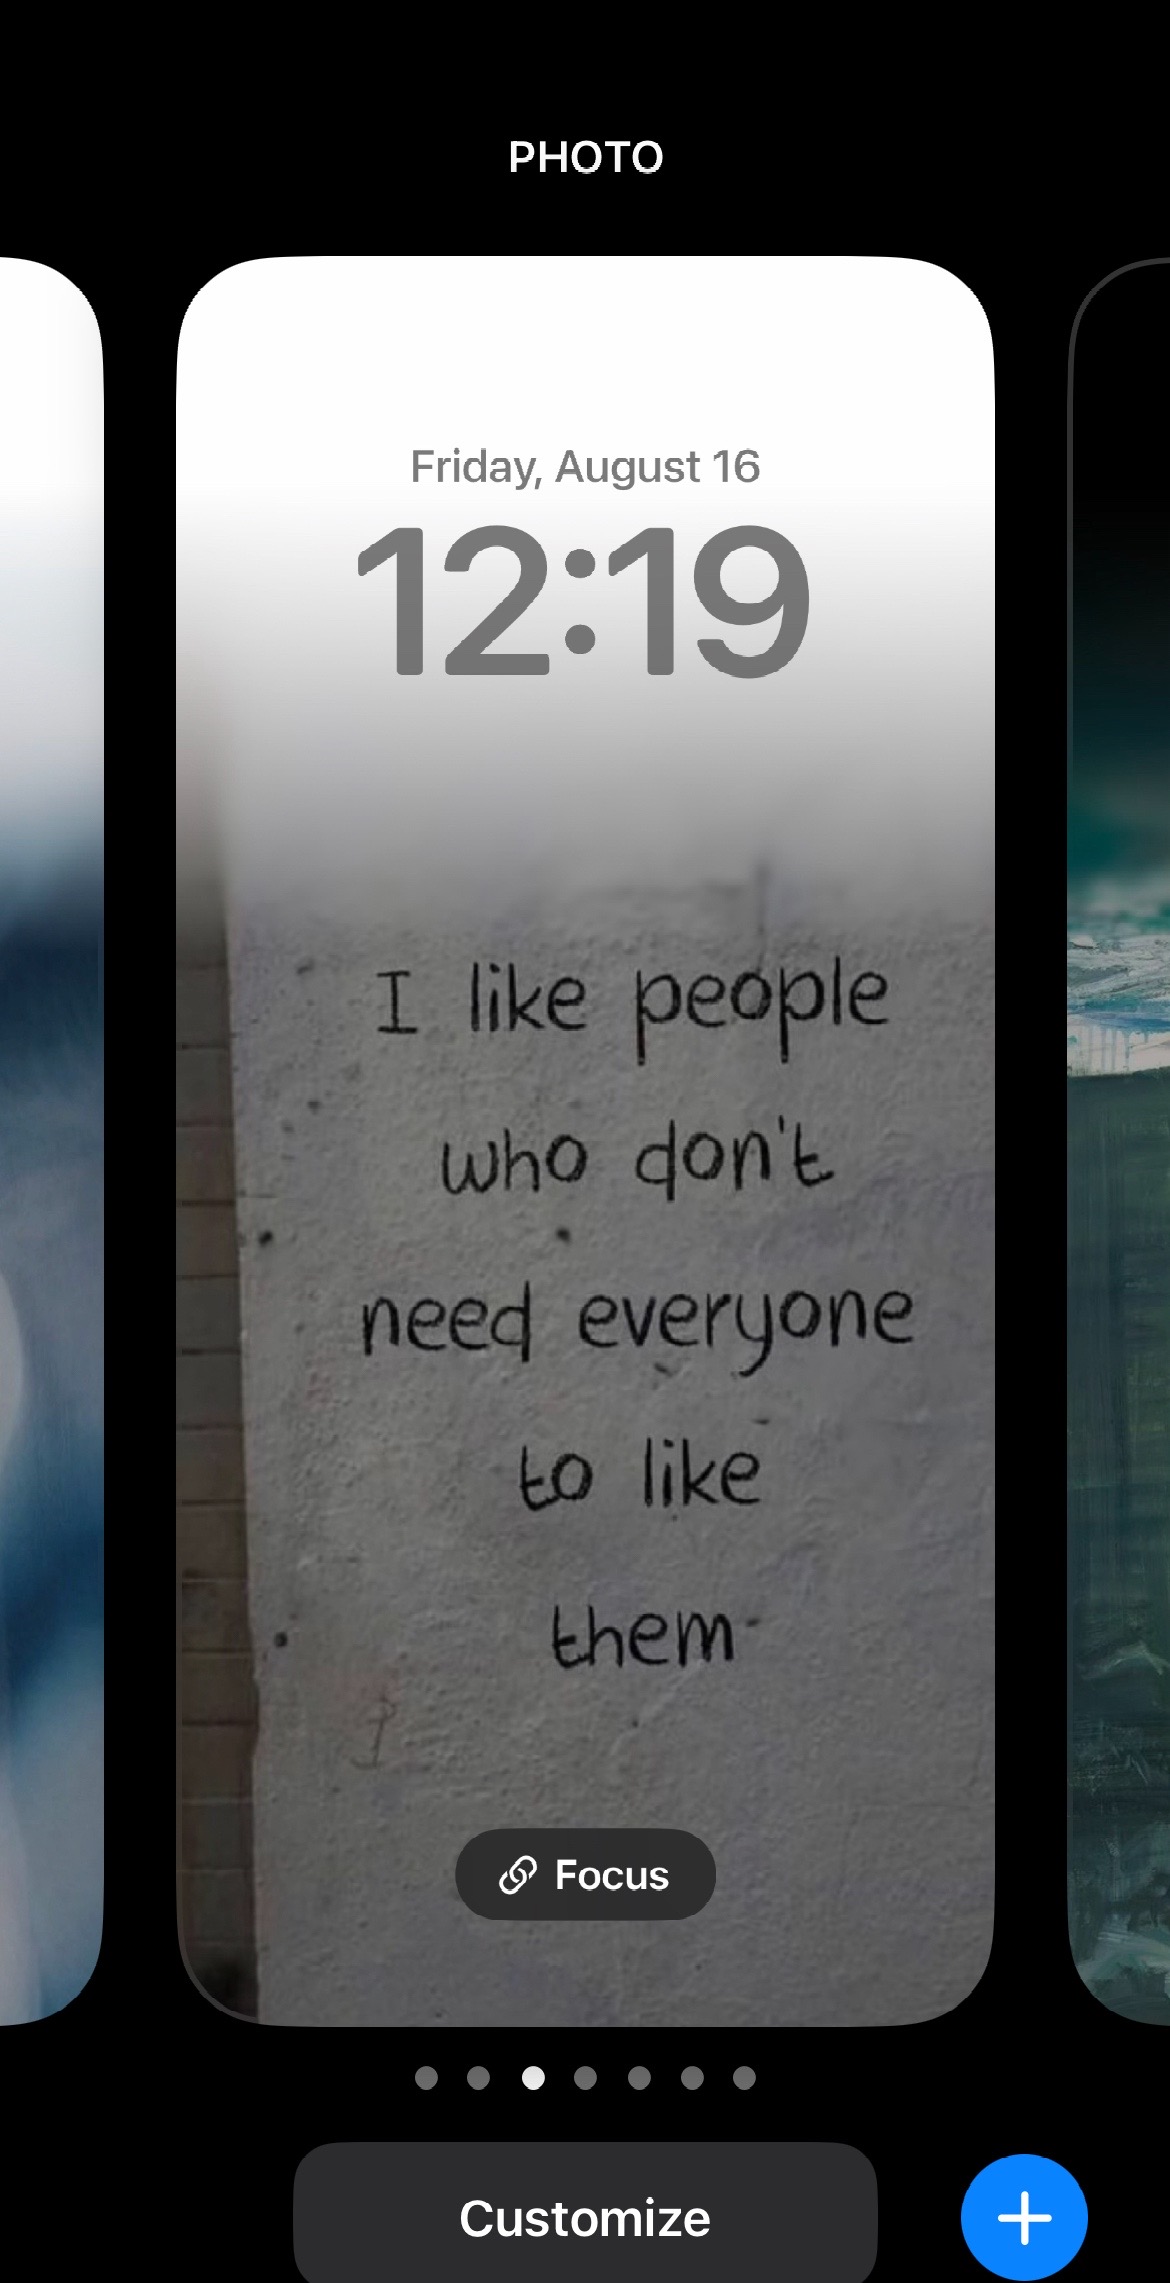 PHOTO
Friday, August 16
12:19
I like people
who don't
need everyone
to like
them
Focus
Customize